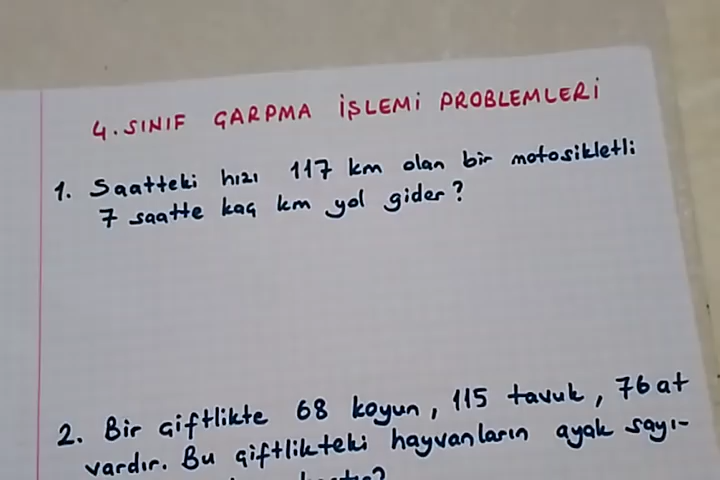 4. SINIF ÇARPMA İŞLEMİ PROBLEMLERİ
1. Saatteki hızı 117 km olan bir motosikletli
7 saatte kaç km yol gider?
2. Bir çiftlikte 68 koyun, 115 tavuk, 76 at
vardır. Bu çiftlikteki hayvanların ayak sayı-